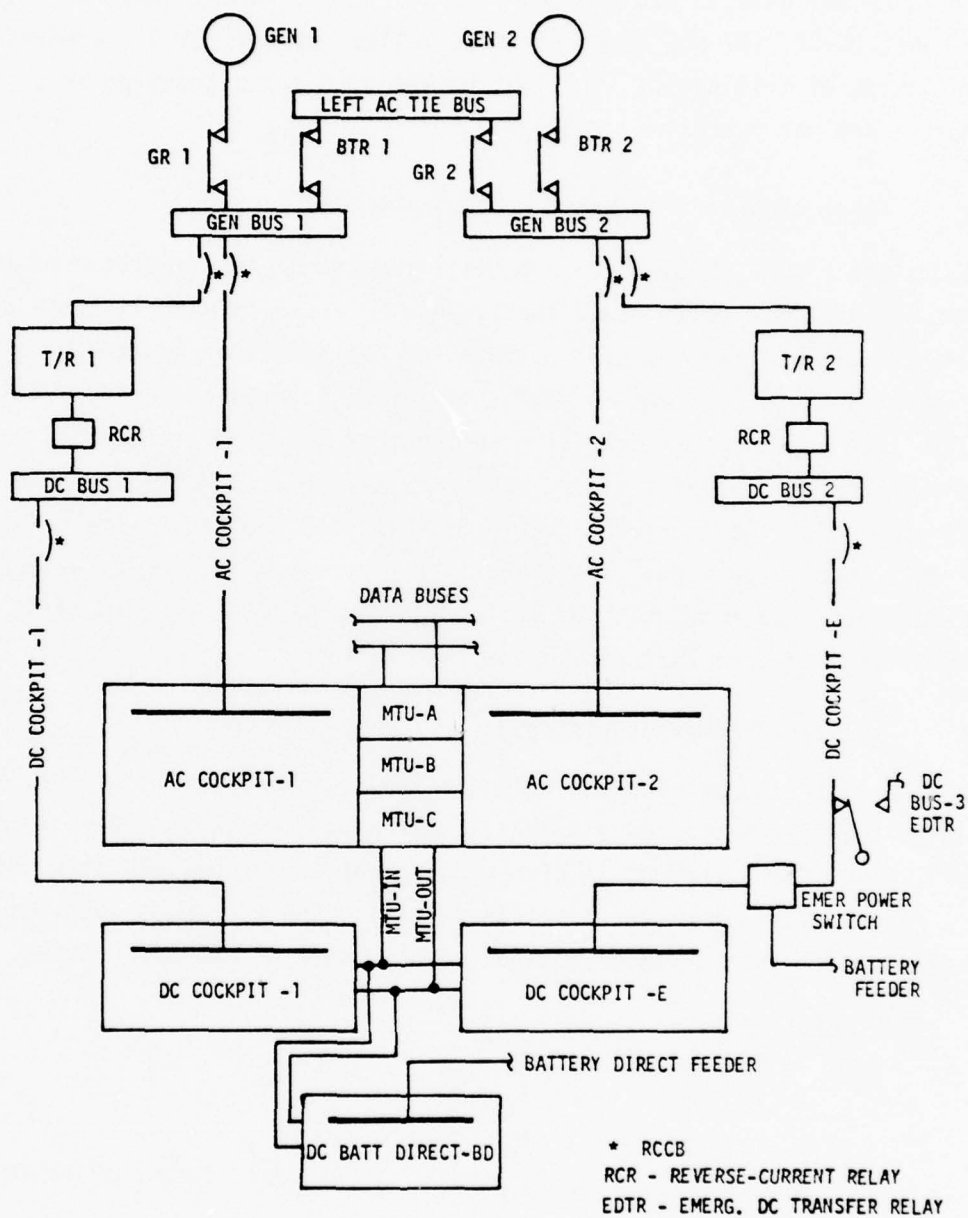 GEN 1
GEN 2
LEFT AC TIE BUS
GR 1
BTR 1
GR 2
BTR 2
GEN BUS 1
GEN BUS 2
* *
* *
T/R 1
T/R 2
RCR
RCR
DC BUS 1
DC BUS 2
*
*
AC COCKPIT -1
AC COCKPIT -2
DC COCKPIT -1
DC COCKPIT -E
DATA BUSES
MTU-A
MTU-B
MTU-C
AC COCKPIT-1
AC COCKPIT-2
DC
BUS-3
EDTR
MTU-IN
MTU-OUT
EMER POWER
SWITCH
BATTERY
FEEDER
DC COCKPIT -1
DC COCKPIT -E
BATTERY DIRECT FEEDER
DC BATT DIRECT-BD
* RCCB
RCR - REVERSE-CURRENT RELAY
EDTR - EMERG. DC TRANSFER RELAY